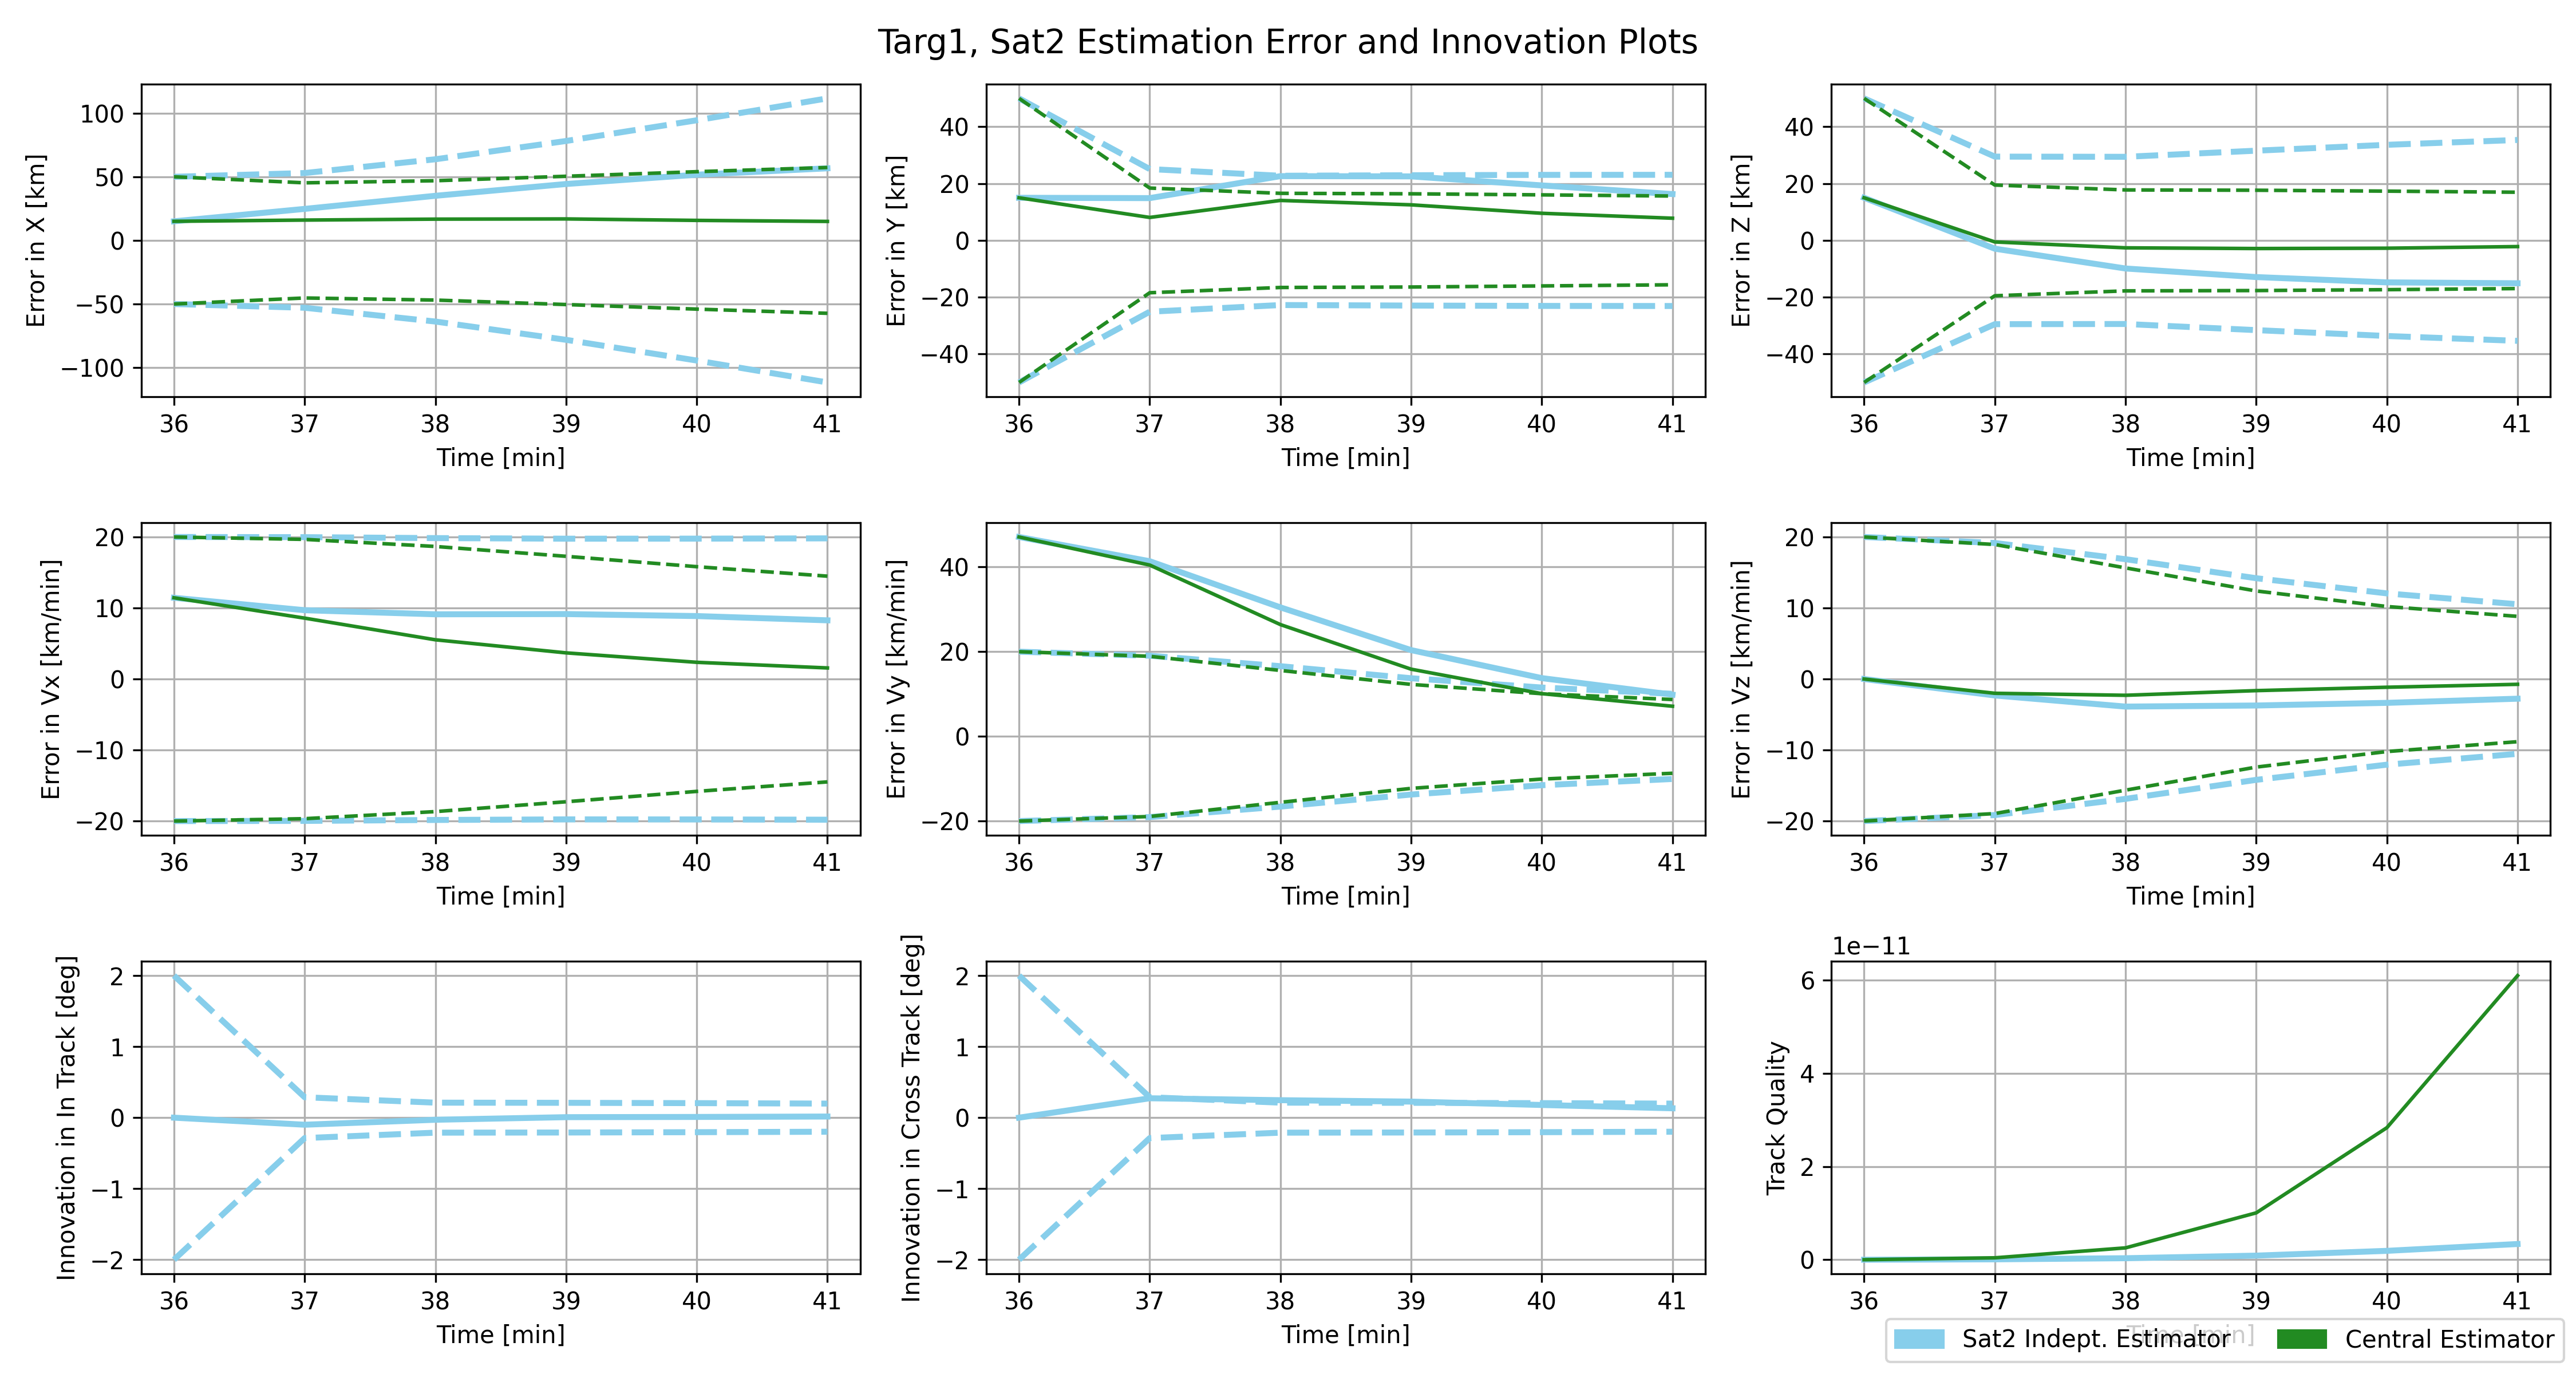 Targ1, Sat2 Estimation Error and Innovation Plots
Error in X [km]
100
50
0
−50
−100
36 37 38 39 40 41
Time [min]
Error in Y [km]
40
20
0
−20
−40
36 37 38 39 40 41
Time [min]
Error in Z [km]
40
20
0
−20
−40
36 37 38 39 40 41
Time [min]
Error in Vx [km/min]
20
10
0
−10
−20
36 37 38 39 40 41
Time [min]
Error in Vy [km/min]
40
20
0
−20
36 37 38 39 40 41
Time [min]
Error in Vz [km/min]
20
10
0
−10
−20
36 37 38 39 40 41
Time [min]
Innovation in In Track [deg]
2
1
0
−1
−2
36 37 38 39 40 41
Time [min]
Innovation in Cross Track [deg]
2
1
0
−1
−2
36 37 38 39 40 41
Time [min]
1e−11
Track Quality
6
4
2
0
36 37 38 39 40 41
Time [min]
Sat2 Indept. Estimator
Central Estimator